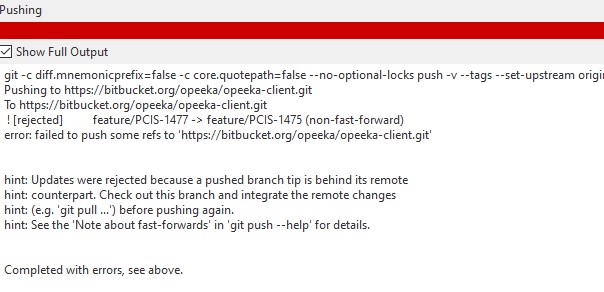 Pushing
Show Full Output
git -c diff.mnemonicprefix=false -c core.quotepath=false --no-optional-locks push -v --tags --set-upstream origi
Pushing to https://bitbucket.org/opeeka/opeeka-client.git
To https://bitbucket.org/opeeka/opeeka-client.git
! [rejected] feature/PCIS-1477 -> feature/PCIS-1475 (non-fast-forward)
error: failed to push some refs to 'https://bitbucket.org/opeeka/opeeka-client.git'
hint: Updates were rejected because a pushed branch tip is behind its remote
hint: counterpart. Check out this branch and integrate the remote changes
hint: (e.g. 'git pull ...') before pushing again.
hint: See the 'Note about fast-forwards' in 'git push --help' for details.
Completed with errors, see above.